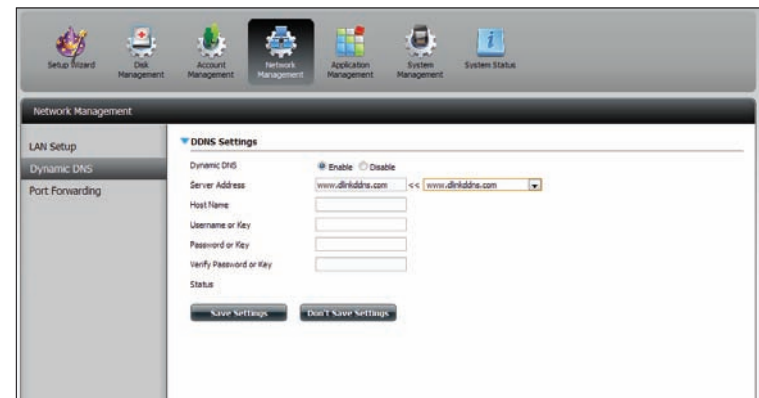 Setup Wizard
Disk Management
Account Management
Network Management
Application Management
System Management
System Status
Network Management
LAN Setup
Dynamic DNS
Port Forwarding
DDNS Settings
Dynamic DNS Enable Disable
Server Address www.dlinkddns.com << www.dlinkddns.com
Host Name
Username or Key
Password or Key
Verify Password or Key
Status
Save Settings Don't Save Settings